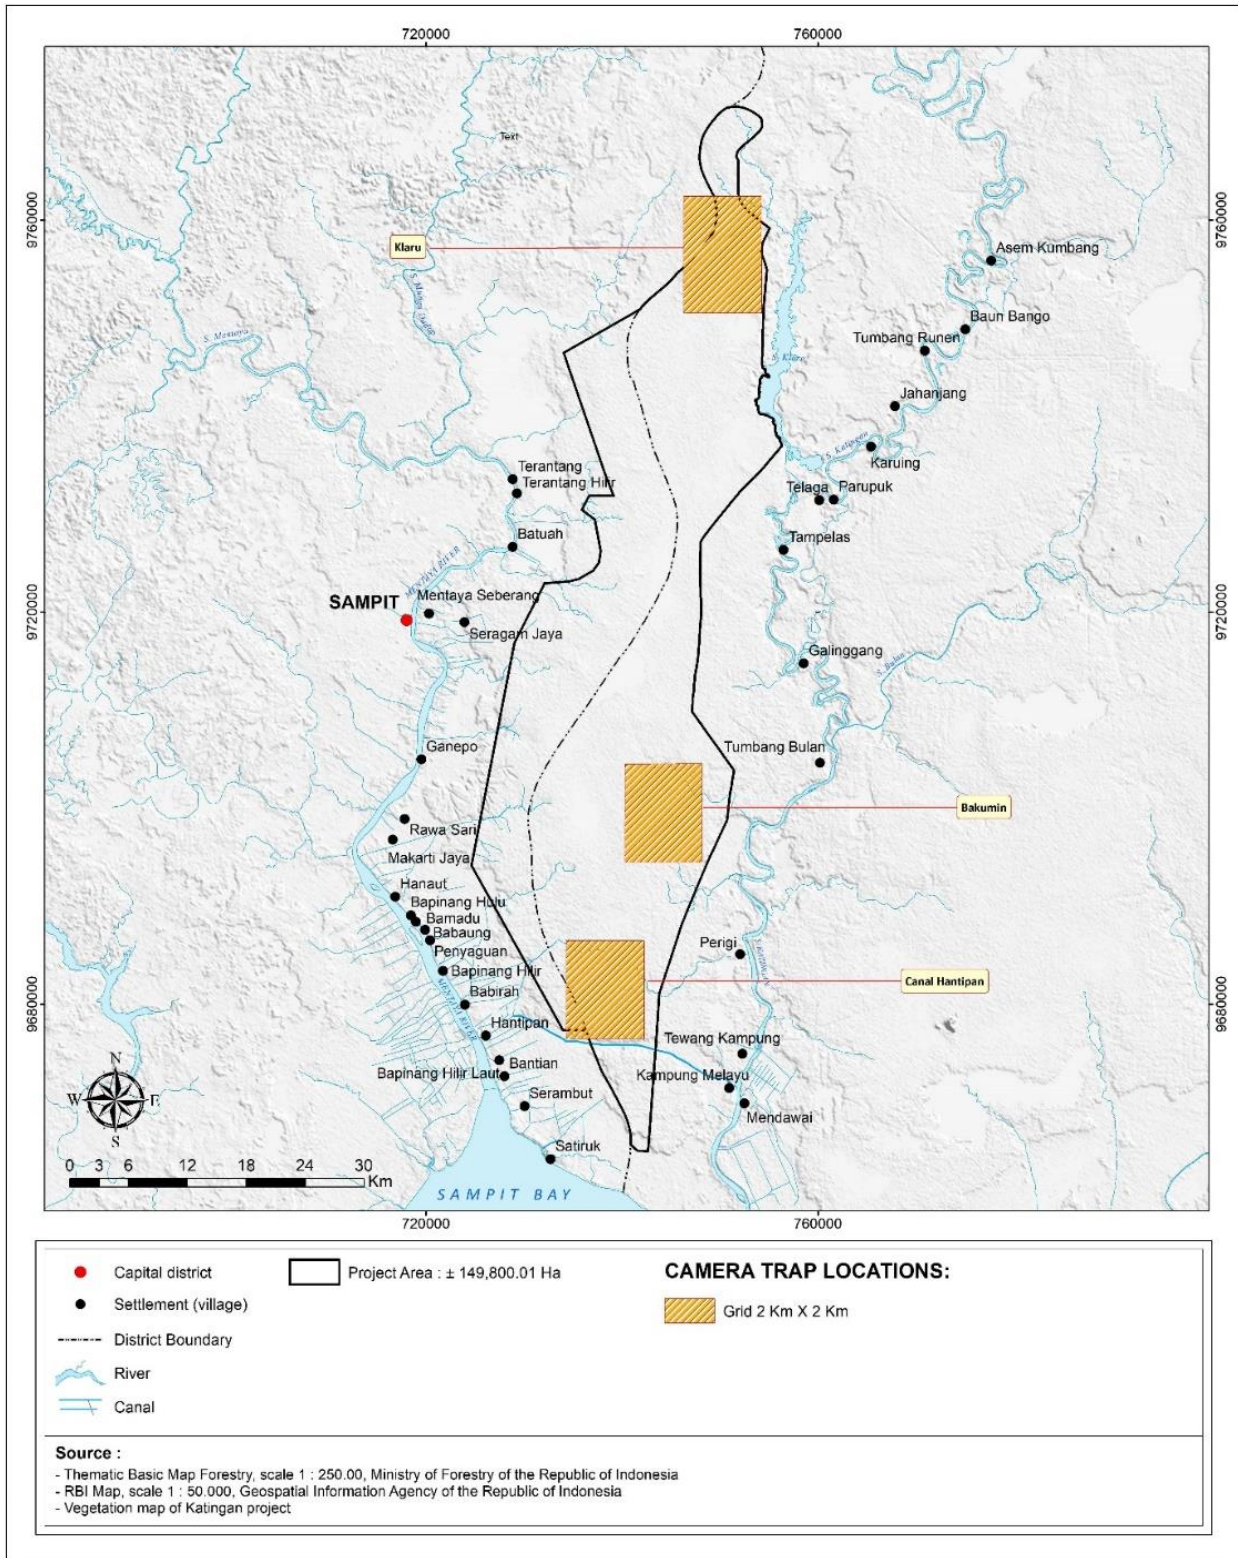 720000
760000
Text
9760000
9760000
Klaru
Asem Kumbang
Baun Bango
Tumbang Runen
S. Mentaya
S. Klaru
Jahanjang
Karuing
Terantang
Terantang Hilir
Telaga
Parupuk
Batuah
Tampelas
MENTAYA RIVER
SAMPIT
Mentaya Seberang
9720000
9720000
Seragam Jaya
Galinggang
Ganepo
Tumbang Bulan
Bakumin
Rawa Sari
Makarti Jaya
Hanaut
Bapinang Hulu
Bamadu
Babaung
Penyaguan
Perigi
Bapinang Hilir
Canal Hantipan
Babirah
9680000
9680000
MENTAYA RIVER
Hantipan
Tewang Kampung
Bantian
Bapinang Hilir Laut
Kampung Melayu
Serambut
Mendawai
N
W E
S
Satiruk
0 3 6 12 18 24 30
Km
SAMPIT BAY
720000
760000
Capital district
Project Area : ± 149,800.01 Ha
CAMERA TRAP LOCATIONS:
Settlement (village)
Grid 2 Km X 2 Km
District Boundary
River
Canal
Source :
- Thematic Basic Map Forestry, scale 1 : 250.00, Ministry of Forestry of the Republic of Indonesia
- RBI Map, scale 1 : 50.000, Geospatial Information Agency of the Republic of Indonesia
- Vegetation map of Katingan project